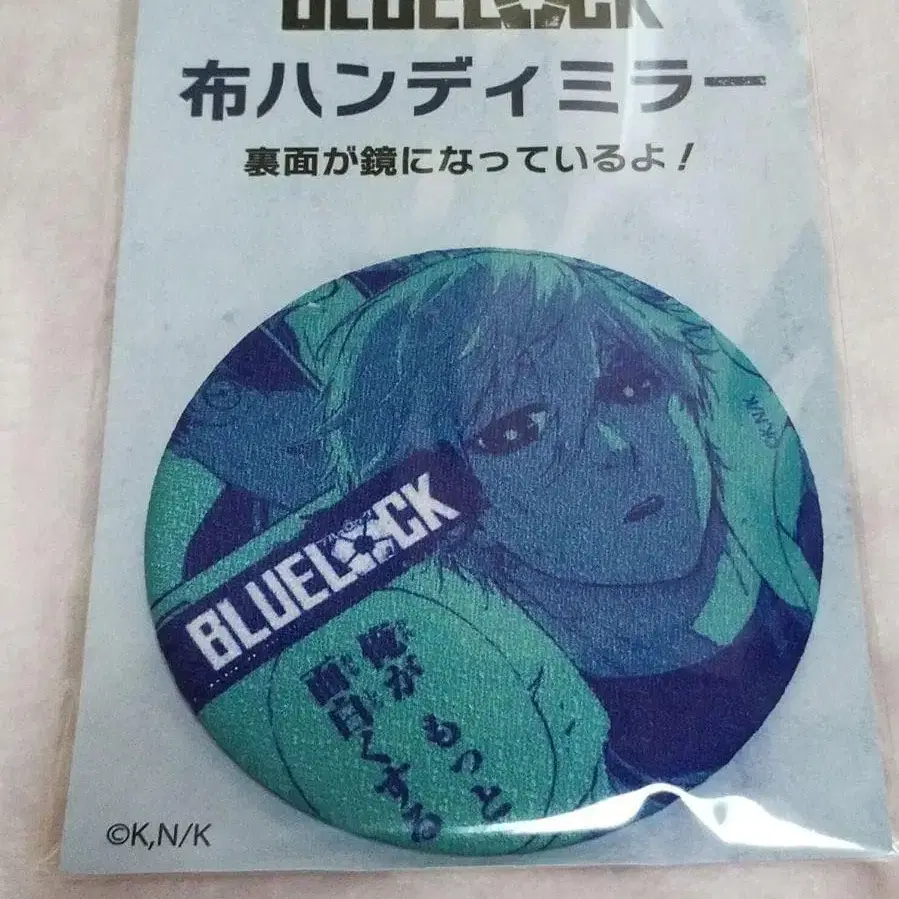 BLUELOCK
布ハンディミラー
裏面が鏡になっているよ!
©K,N/K
BLUELOCK
俺が
もっと
面白くする
©K,N/K